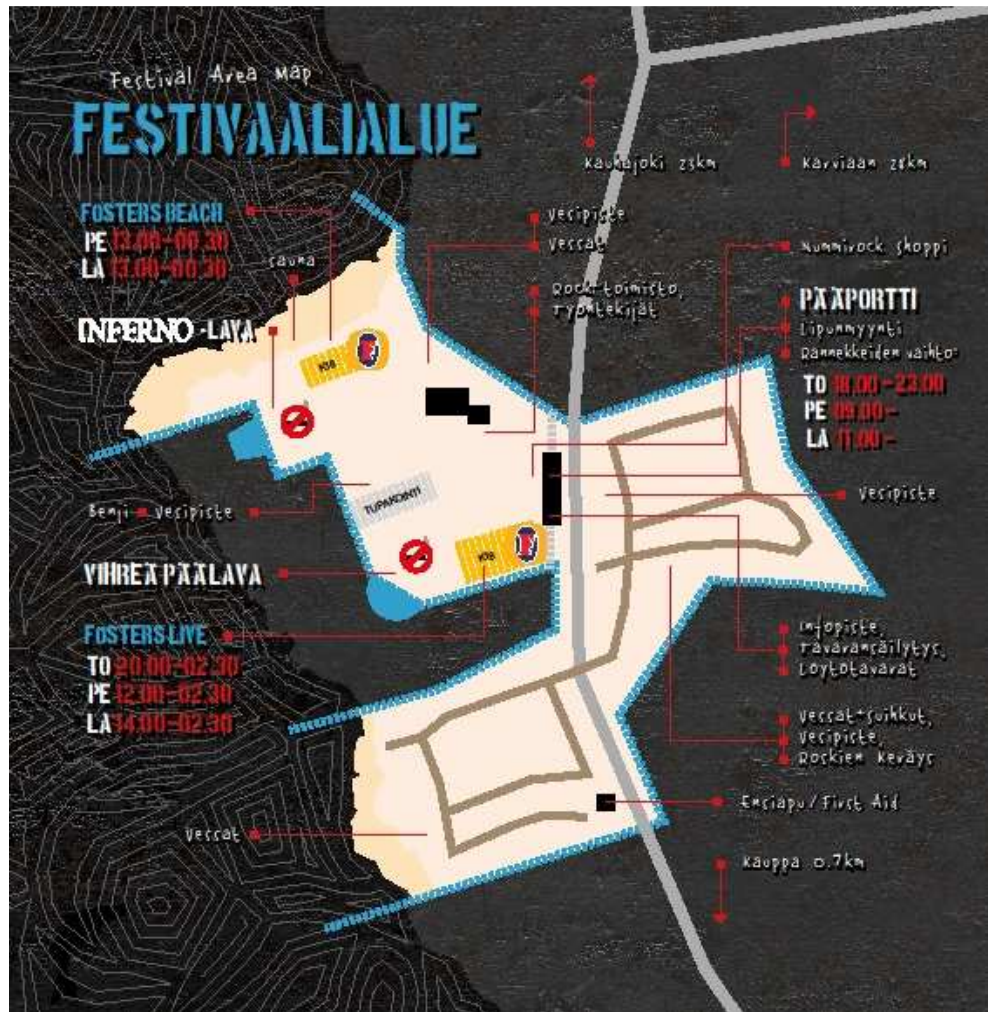 Festival Area Map
FESTIVAALIALUE
Kauhajoki 23km
Karviaan 28km
FOSTERS BEACH
PE 13.00-00.30
LA 13.00-00.30
sauna
Vesipiste
Vessat
Rock-toimisto,
Työntekijät
Nummirock shoppi
INFERNO -LAVA
PÄÄPORTTI
Lipunmyynti
Rannekkeiden vaihto:
TO 18.00-23.00
PE 09.00-
LA 11.00-
K18
TUPAKOINTI
Benji
Vesipiste
Vesipiste
K18
VIHREÄ PÄÄLAVA
FOSTERS LIVE
TO 20.00-02.30
PE 12.00-02.30
LA 14.00-02.30
Infopiste,
Tavaransäilytys,
Löytötavarat
Vessat+suihkut,
Vesipiste,
Roskien keräys
Ensiapu/First Aid
Vessat
Kauppa 0.7km